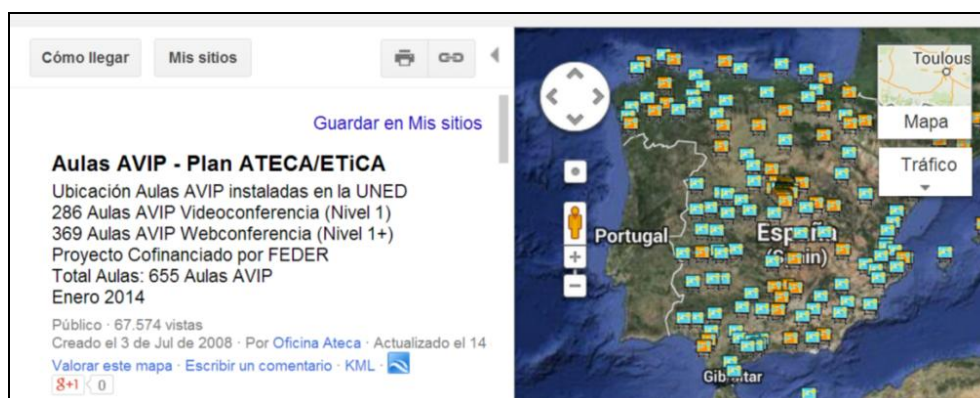 Cómo llegar
Mis sitios
Guardar en Mis sitios
Aulas AVIP - Plan ATECA/ETiCA
Ubicación Aulas AVIP instaladas en la UNED
286 Aulas AVIP Videoconferencia (Nivel 1)
369 Aulas AVIP Webconferencia (Nivel 1+)
Proyecto Cofinanciado por FEDER
Total Aulas: 655 Aulas AVIP
Enero 2014
Público · 67.574 vistas
Creado el 3 de Jul de 2008 · Por Oficina Ateca · Actualizado el 14
Valorar este mapa · Escribir un comentario · KML ·
g+1 0
Toulous
Mapa
Tráfico
Portugal
España
(Spain)
Gibraltar